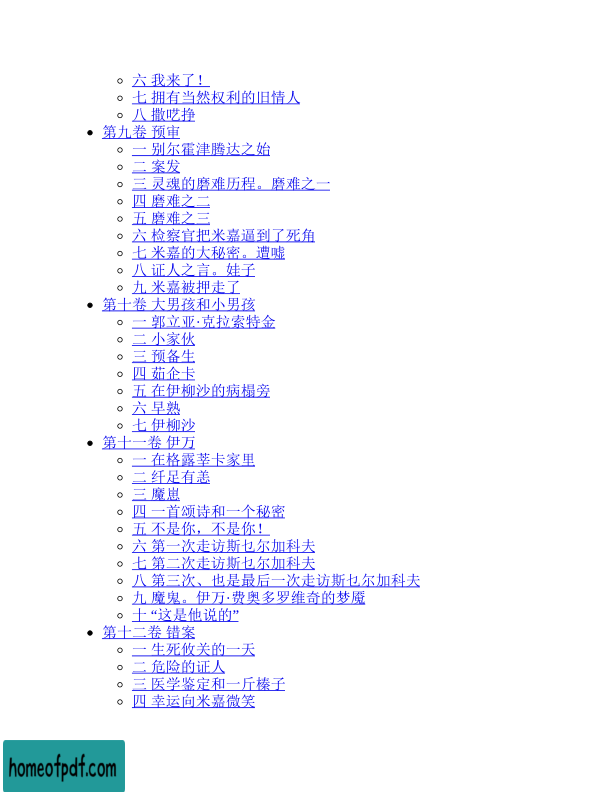 六 我来了！
七 拥有当然权利的旧情人
八 撒呓挣
第九卷 预审
一 别尔霍津腾达之始
二 案发
三 灵魂的磨难历程。磨难之一
四 磨难之二
五 磨难之三
六 检察官把米嘉逼到了死角
七 米嘉的大秘密。遭嘘
八 证人之言。娃子
九 米嘉被押走了
第十卷 大男孩和小男孩
一 郭立亚·克拉索特金
二 小家伙
三 预备生
四 茹企卡
五 在伊柳沙的病榻旁
六 早熟
七 伊柳沙
第十一卷 伊万
一 在格露莘卡家里
二 纤足有恙
三 魔崽
四 一首颂诗和一个秘密
五 不是你，不是你！
六 第一次走访斯乜尔加科夫
七 第二次走访斯乜尔加科夫
八 第三次、也是最后一次走访斯乜尔加科夫
九 魔鬼。伊万·费奥多罗维奇的梦魇
十 “这是他说的”
第十二卷 错案
一 生死攸关的一天
二 危险的证人
三 医学鉴定和一斤榛子
四 幸运向米嘉微笑
homeofpdf.com